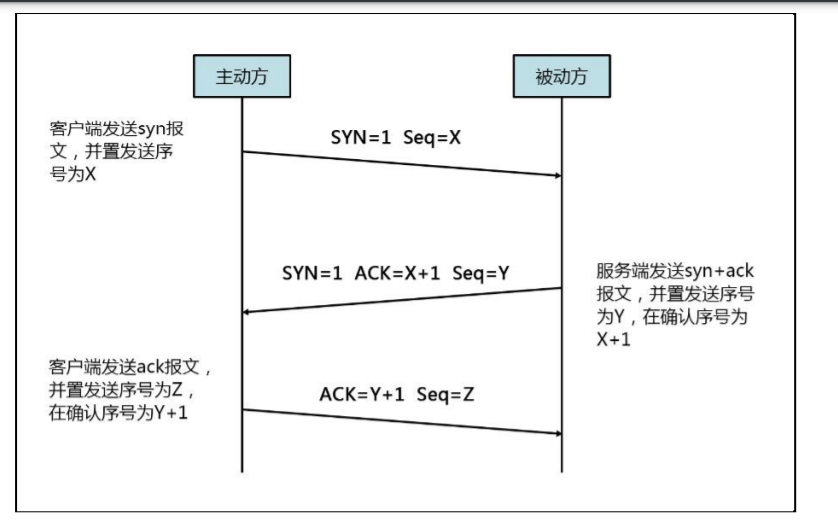 主动方
被动方
客户端发送syn报
文，并置发送序
号为X
SYN=1 Seq=X
SYN=1 ACK=X+1 Seq=Y
服务端发送syn+ack
报文，并置发送序号
为Y，在确认序号为
X+1
客户端发送ack报文，
并置发送序号为Z，
在确认序号为Y+1
ACK=Y+1 Seq=Z